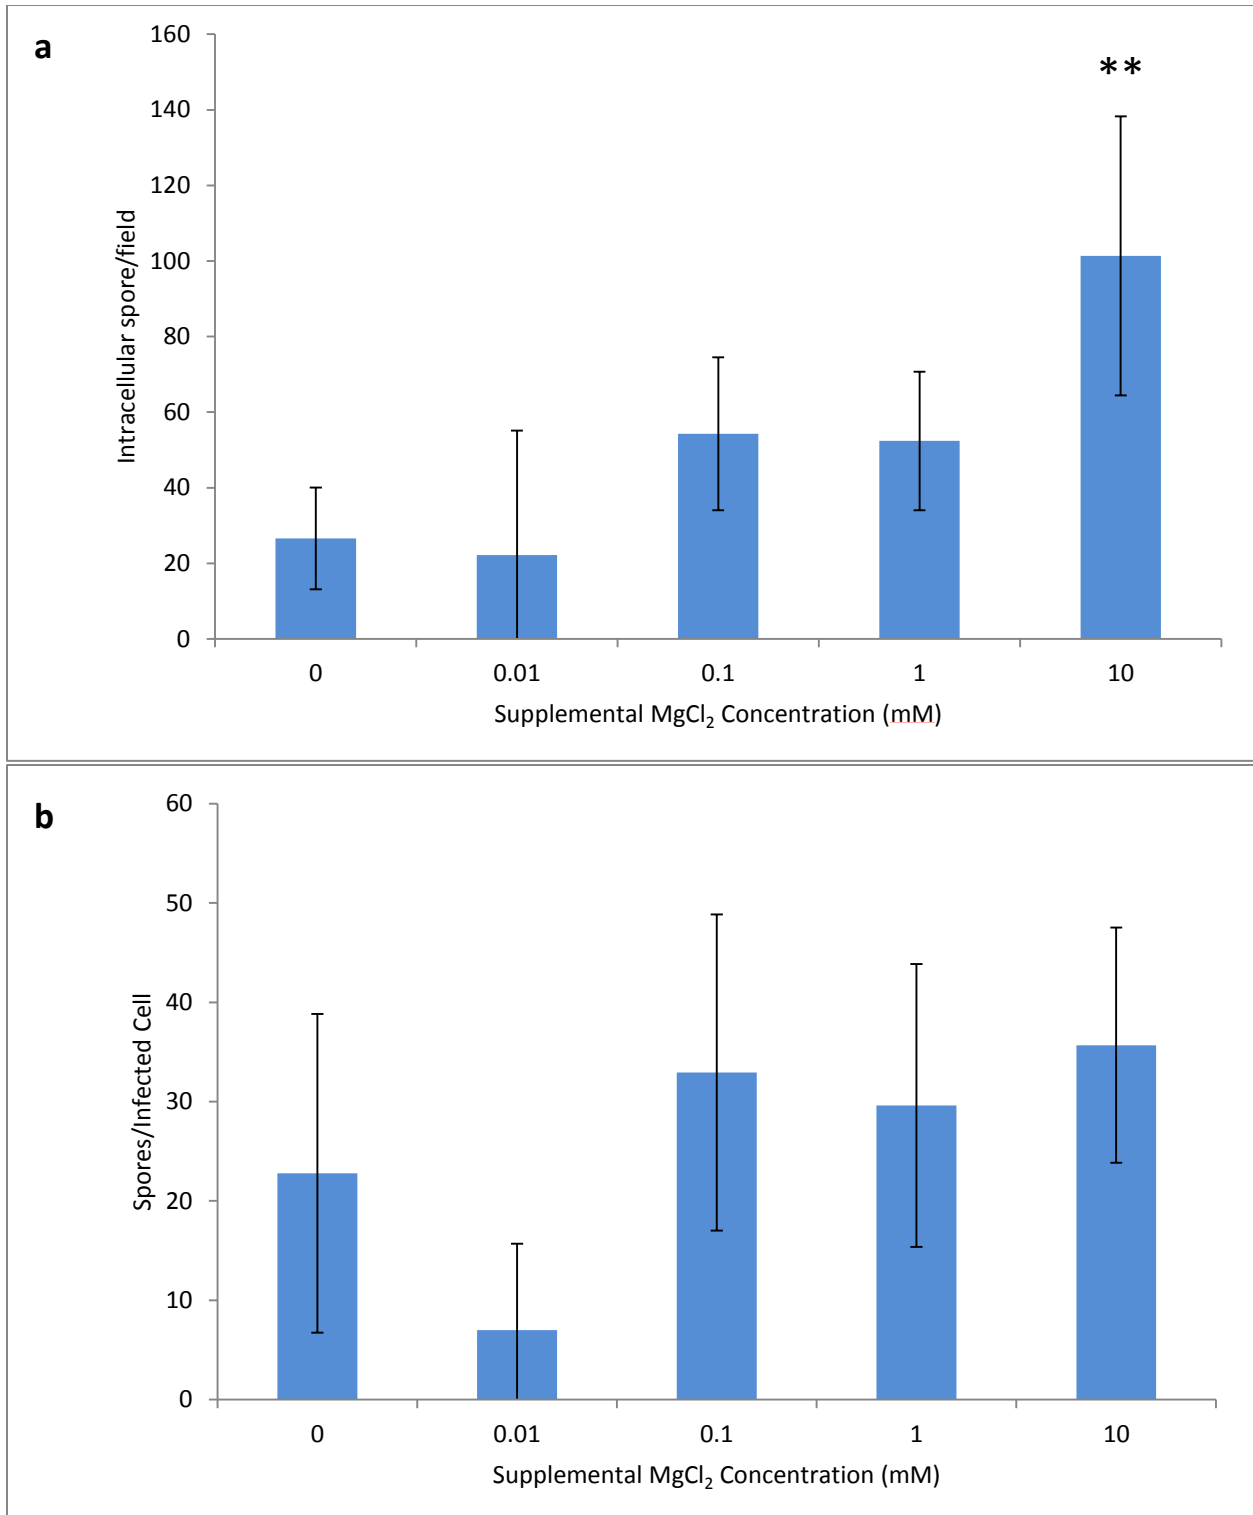 a
160
140
120
100
80
60
40
20
0
**
Intracellular spore/field
0 0.01 0.1 1 10
Supplemental MgCl₂ Concentration (mM)
b
60
50
40
30
20
10
0
Spores/Infected Cell
0 0.01 0.1 1 10
Supplemental MgCl₂ Concentration (mM)